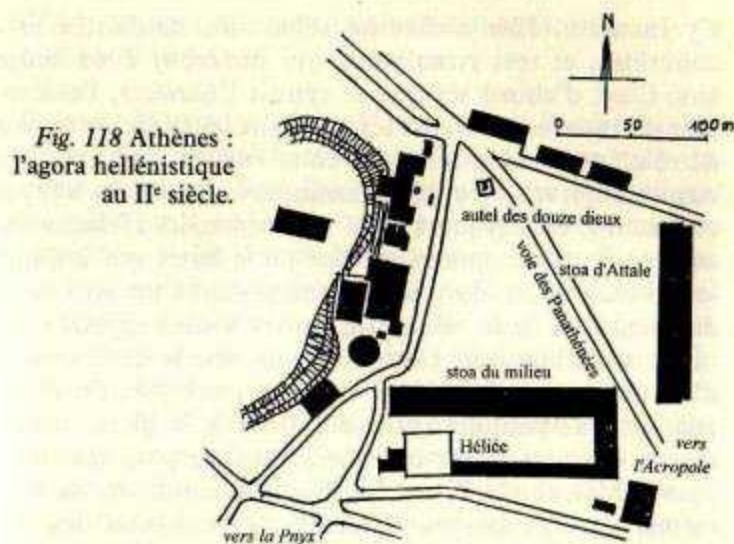 N
Fig. 118 Athènes :
l'agora hellénistique
au IIᵉ siècle.
0 50 100 m
autel des douze dieux
voie des Panathénées
stoa d'Attale
stoa du milieu
Héliée
vers
l'Acropole
vers la Pnyx